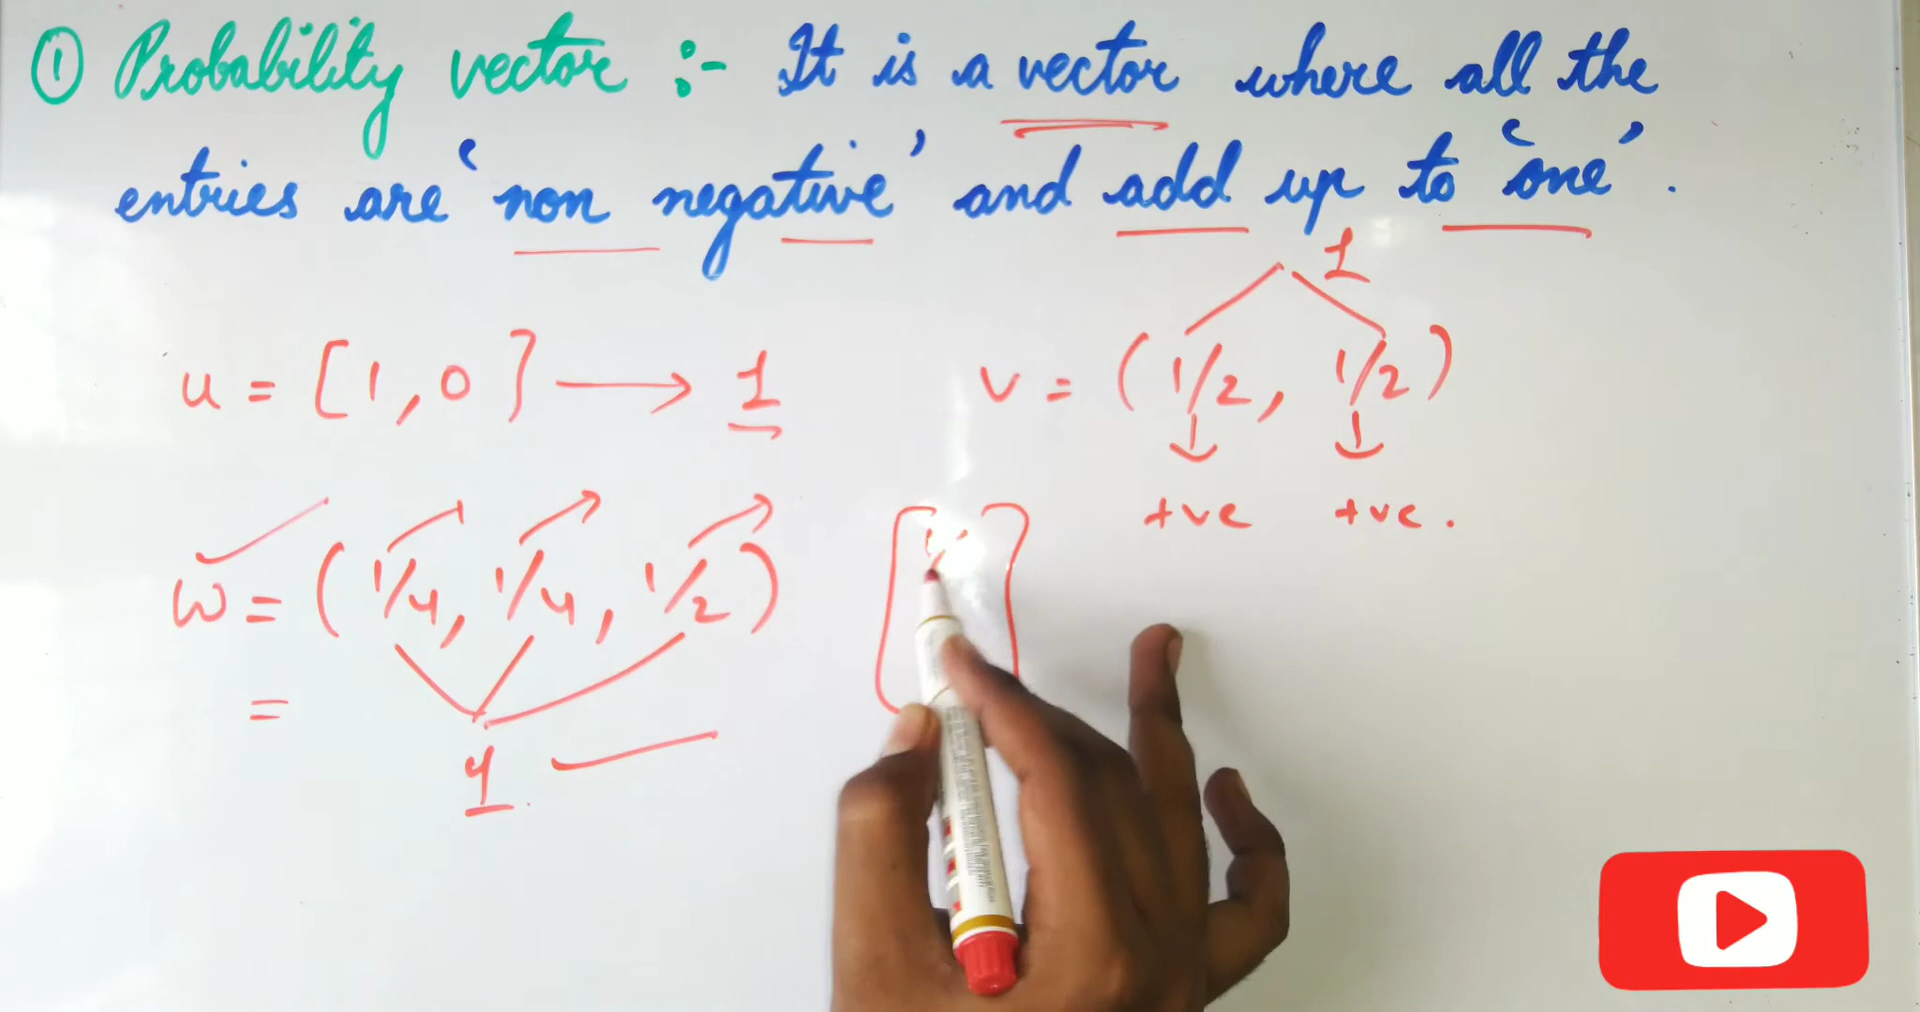 ① Probability vector :- It is a vector where all the
entries are 'non negative' and add up to 'one'.
1
u = [1, 0] → 1
v = (1/2, 1/2)
+ve +ve.
w = (1/4, 1/4, 1/2)
=
1